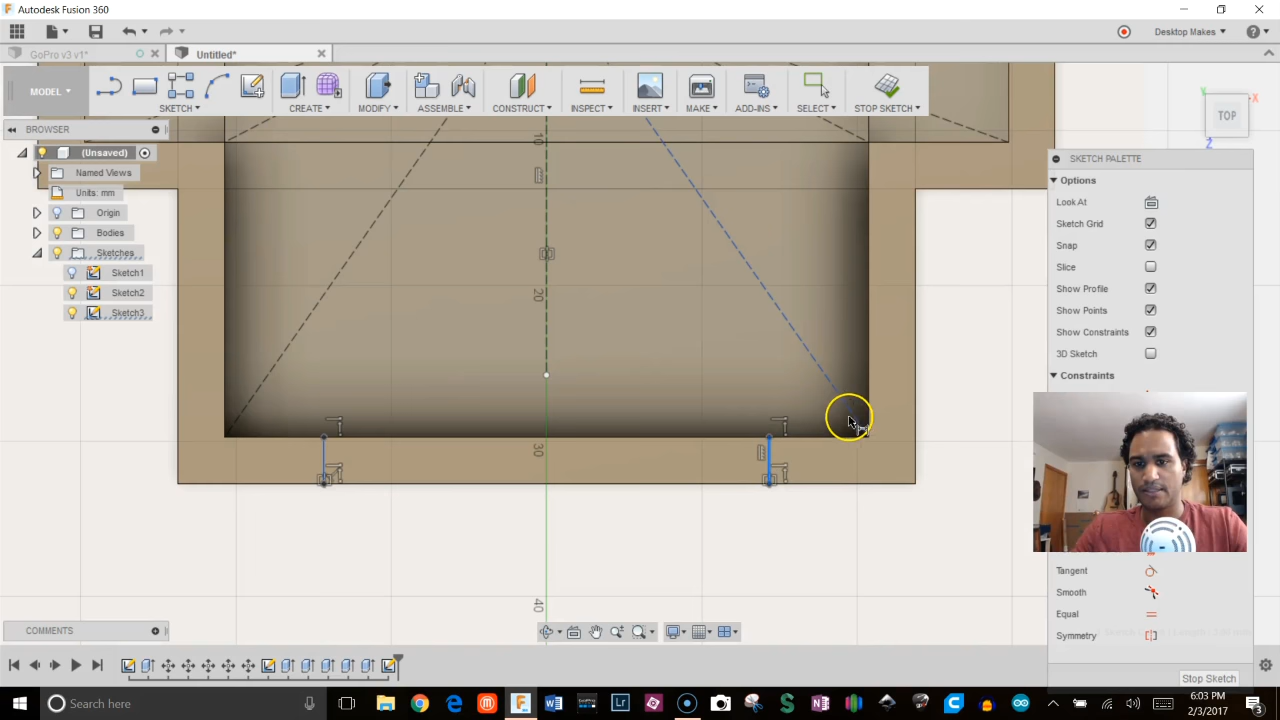 Autodesk Fusion 360
Desktop Makes
GoPro v3 v1*
Untitled*
MODEL
SKETCH
CREATE
MODIFY
ASSEMBLE
CONSTRUCT
INSPECT
INSERT
MAKE
ADD-INS
SELECT
STOP SKETCH
BROWSER
(Unsaved)
Named Views
Units: mm
Origin
Bodies
Sketches
Sketch1
Sketch2
Sketch3
10
20
30
40
Y
X
TOP
Z
SKETCH PALETTE
Options
Look At
Sketch Grid
Snap
Slice
Show Profile
Show Points
Show Constraints
3D Sketch
Constraints
Tangent
Smooth
Equal
Symmetry
Stop Sketch
COMMENTS
Search here
6:03 PM
2/3/2017
3